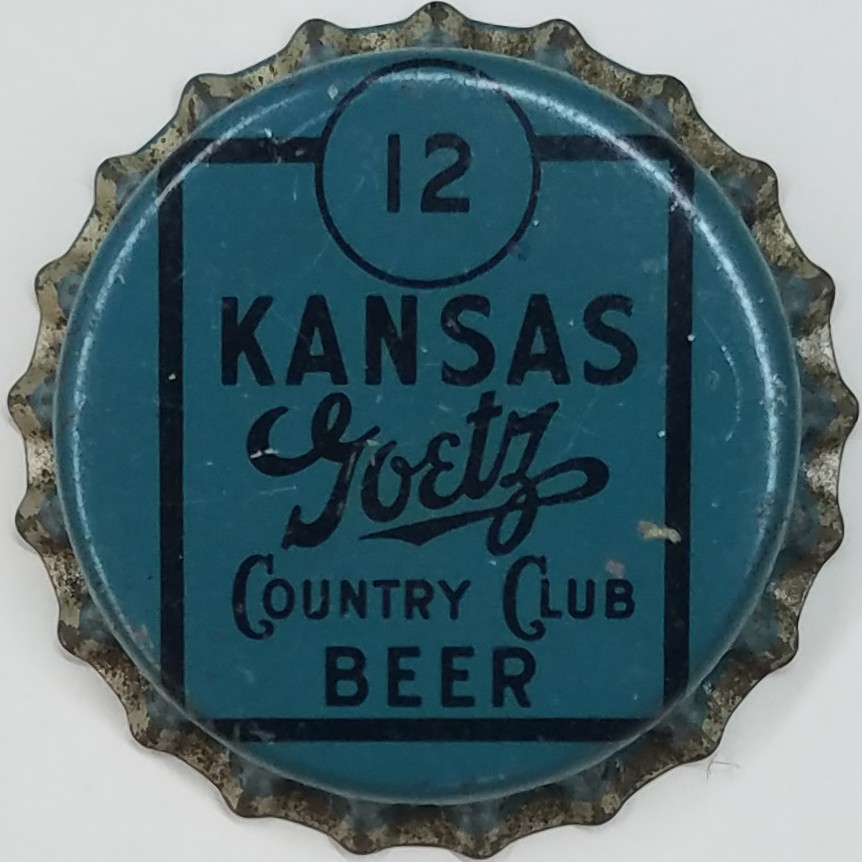 12
KANSAS
Goetz
COUNTRY CLUB
BEER